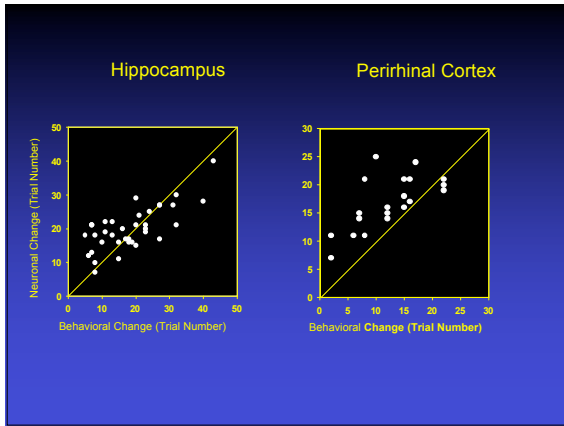 Hippocampus
Perirhinal Cortex
Neuronal Change (Trial Number)
50
40
30
20
10
0
0 10 20 30 40 50
Behavioral Change (Trial Number)
30
25
20
15
10
5
0
0 5 10 15 20 25 30
Behavioral Change (Trial Number)